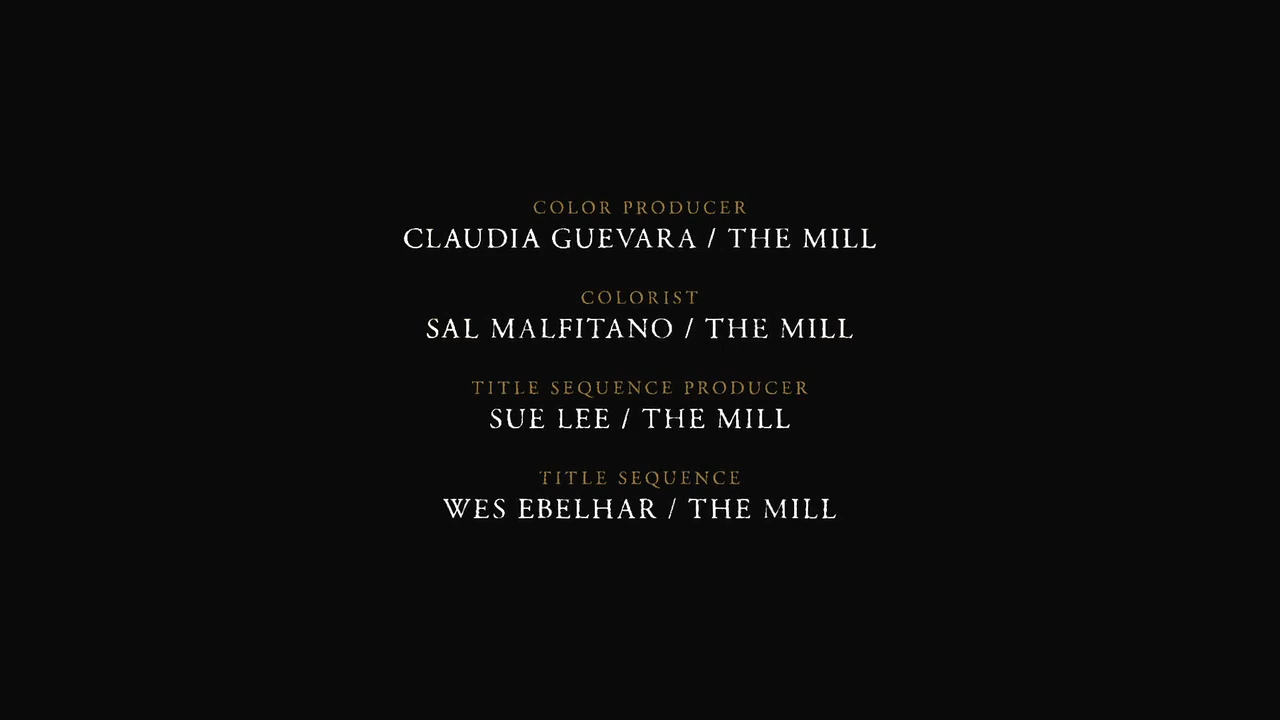 COLOR PRODUCER
CLAUDIA GUEVARA / THE MILL
COLORIST
SAL MALFITANO / THE MILL
TITLE SEQUENCE PRODUCER
SUE LEE / THE MILL
TITLE SEQUENCE
WES EBELHAR / THE MILL